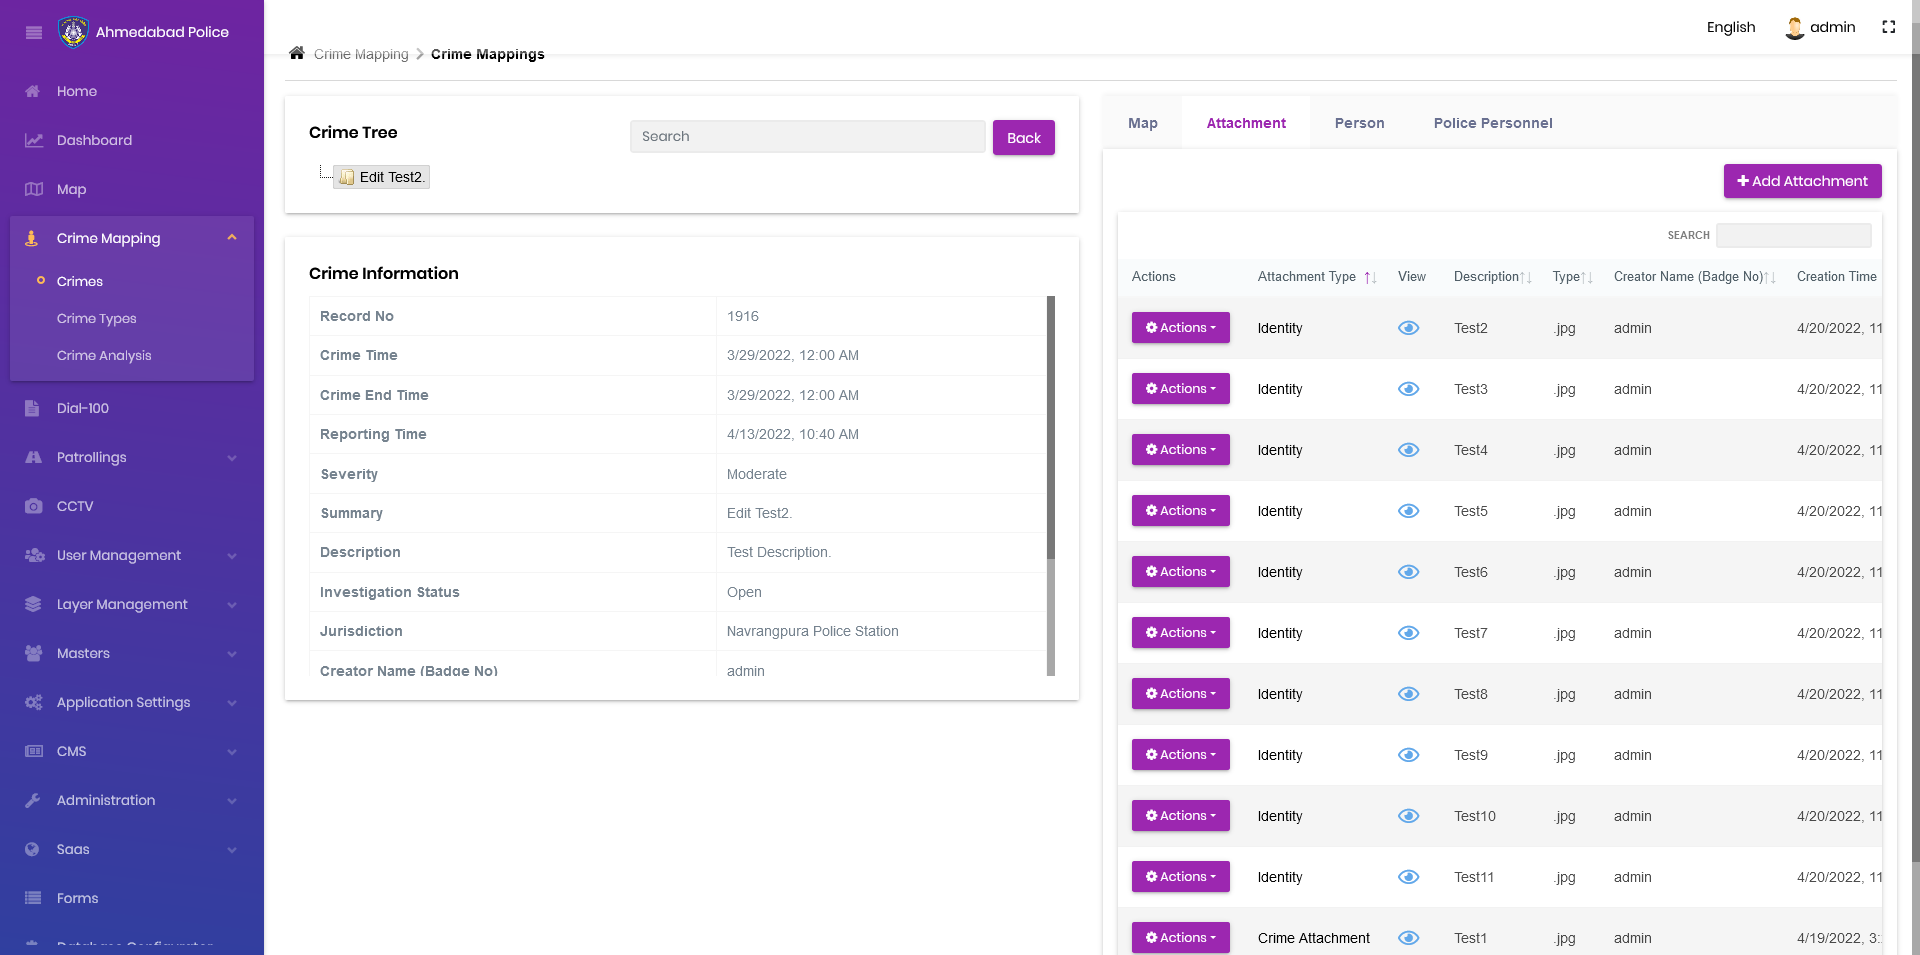 Ahmedabad Police
Home
Dashboard
Map
Crime Mapping
Crimes
Crime Types
Crime Analysis
Dial-100
Patrollings
CCTV
User Management
Layer Management
Masters
Application Settings
CMS
Administration
Saas
Forms
Database Configurator
English
admin
Crime Mapping
Crime Mappings
Crime Tree
Search
Back
Edit Test2.
Crime Information
Record No 1916
Crime Time 3/29/2022, 12:00 AM
Crime End Time 3/29/2022, 12:00 AM
Reporting Time 4/13/2022, 10:40 AM
Severity Moderate
Summary Edit Test2.
Description Test Description.
Investigation Status Open
Jurisdiction Navrangpura Police Station
Creator Name (Badge No) admin
Map Attachment Person Police Personnel
Add Attachment
SEARCH
Actions Attachment Type View Description Type Creator Name (Badge No) Creation Time
Actions Identity Test2 .jpg admin 4/20/2022, 11
Actions Identity Test3 .jpg admin 4/20/2022, 11
Actions Identity Test4 .jpg admin 4/20/2022, 11
Actions Identity Test5 .jpg admin 4/20/2022, 11
Actions Identity Test6 .jpg admin 4/20/2022, 11
Actions Identity Test7 .jpg admin 4/20/2022, 11
Actions Identity Test8 .jpg admin 4/20/2022, 11
Actions Identity Test9 .jpg admin 4/20/2022, 11
Actions Identity Test10 .jpg admin 4/20/2022, 11
Actions Identity Test11 .jpg admin 4/20/2022, 11
Actions Crime Attachment Test1 .jpg admin 4/19/2022, 3: